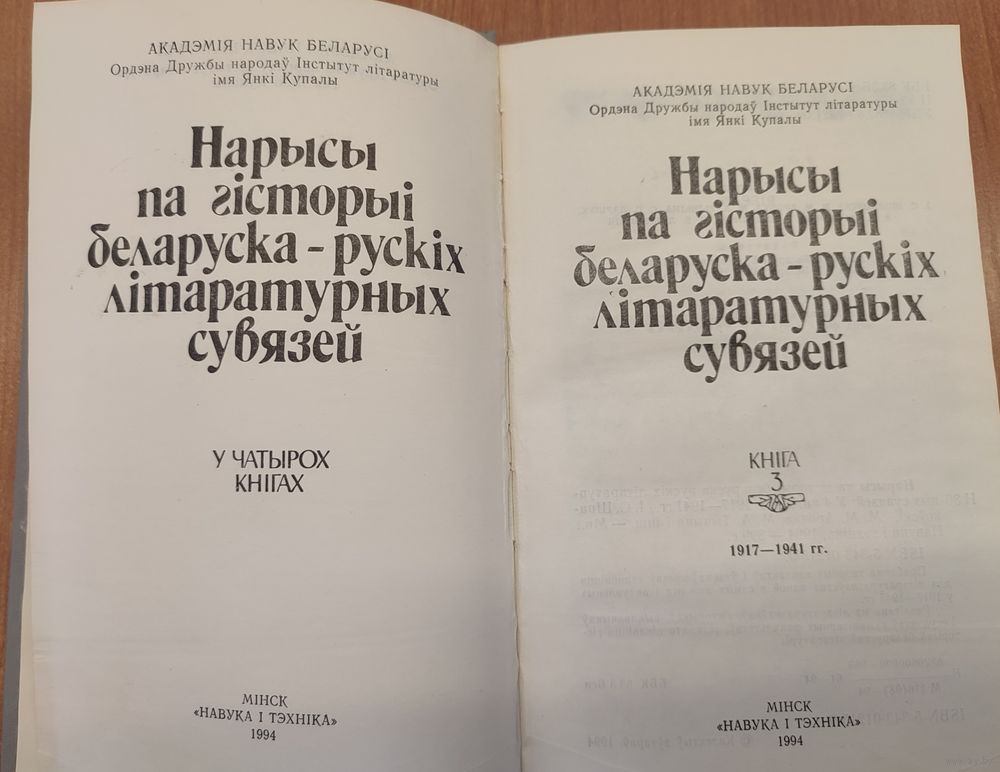 АКАДЭМІЯ НАВУК БЕЛАРУСІ
Ордэна Дружбы народаў Інстытут літаратуры
імя Янкі Купалы
Нарысы
па гісторыі
беларуска-рускіх
літаратурных
сувязей
У ЧАТЫРОХ
КНІГАХ
МІНСК
«НАВУКА І ТЭХНІКА»
1994
АКАДЭМІЯ НАВУК БЕЛАРУСІ
Ордэна Дружбы народаў Інстытут літаратуры
імя Янкі Купалы
Нарысы
па гісторыі
беларуска-рускіх
літаратурных
сувязей
КНІГА
3
1917—1941 гг.
МІНСК
«НАВУКА І ТЭХНІКА»
1994